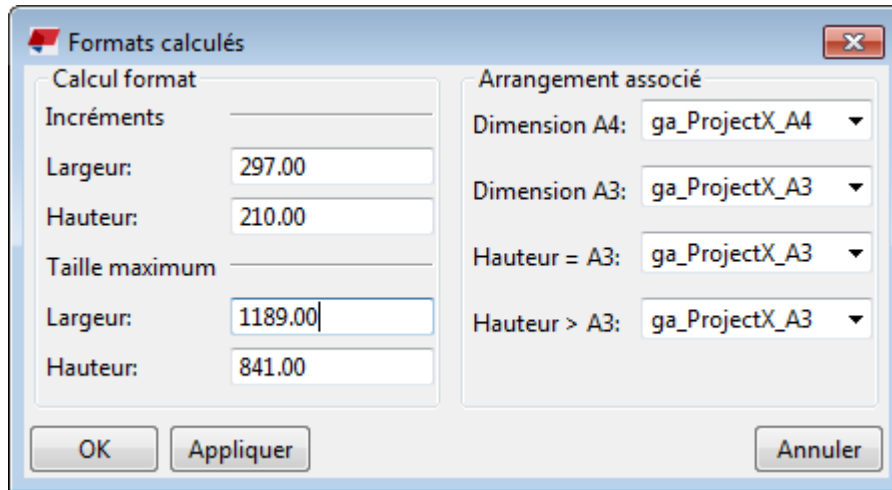 Formats calculés
Calcul format
Incréments
Largeur: 297.00
Hauteur: 210.00
Taille maximum
Largeur: 1189.00
Hauteur: 841.00
Arrangement associé
Dimension A4: ga_ProjectX_A4
Dimension A3: ga_ProjectX_A3
Hauteur = A3: ga_ProjectX_A3
Hauteur > A3: ga_ProjectX_A3
OK Appliquer Annuler